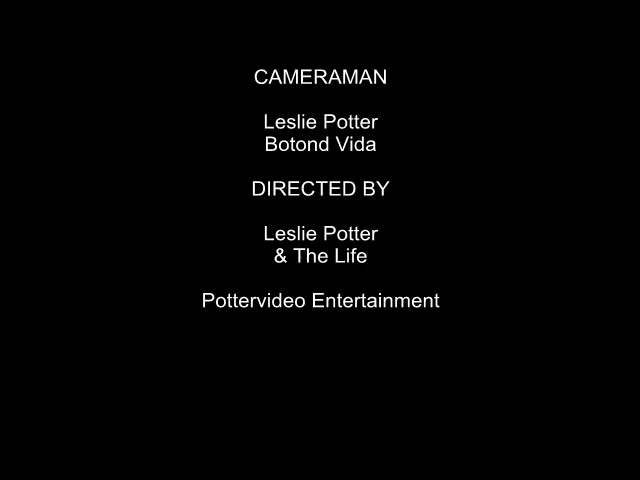 CAMERAMAN
Leslie Potter
Botond Vida
DIRECTED BY
Leslie Potter
& The Life
Pottervideo Entertainment